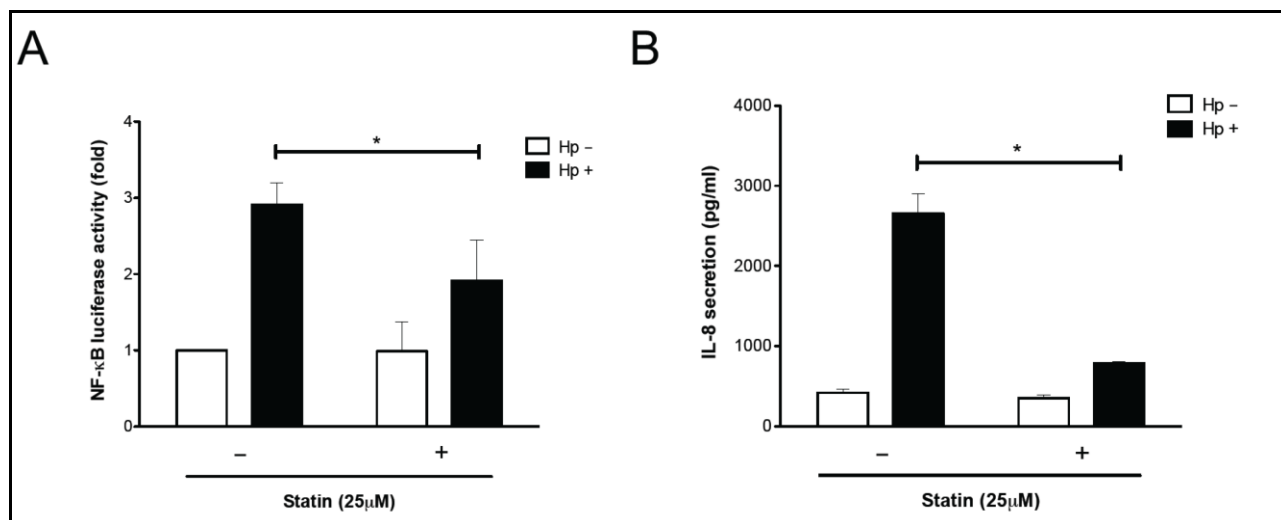 A
NF-κB luciferase activity (fold)
4
3
2
1
0
*
Hp −
Hp +
− +
Statin (25μM)
B
IL-8 secretion (pg/ml)
4000
3000
2000
1000
0
*
Hp −
Hp +
− +
Statin (25μM)